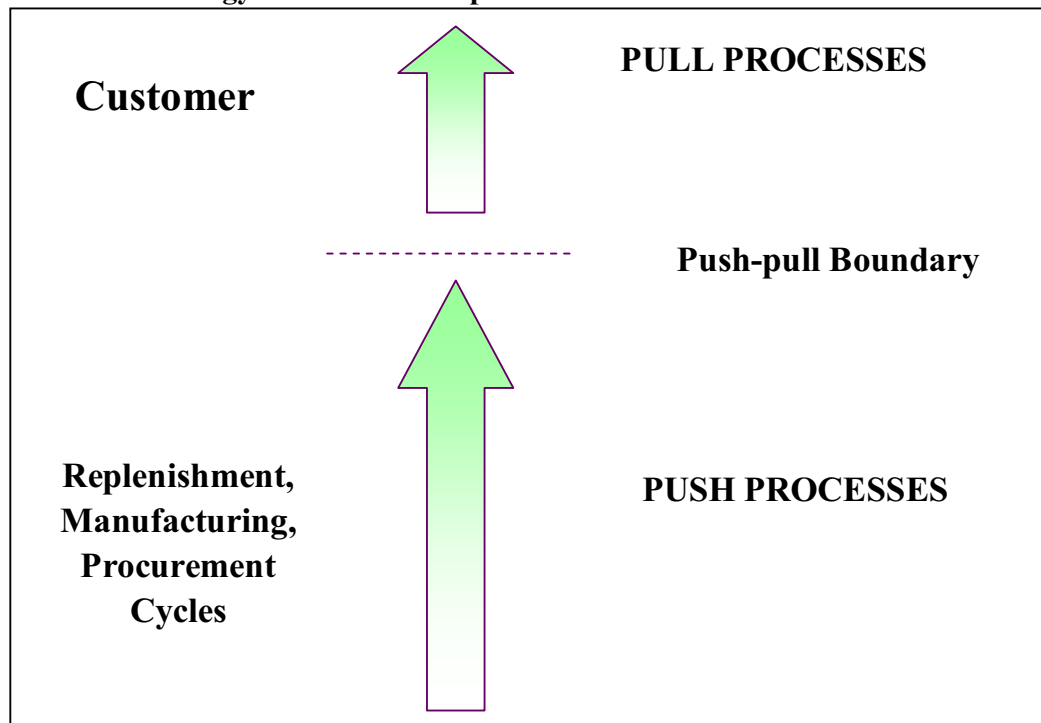 PULL PROCESSES
Customer
Push-pull Boundary
Replenishment,
Manufacturing,
Procurement
Cycles
PUSH PROCESSES